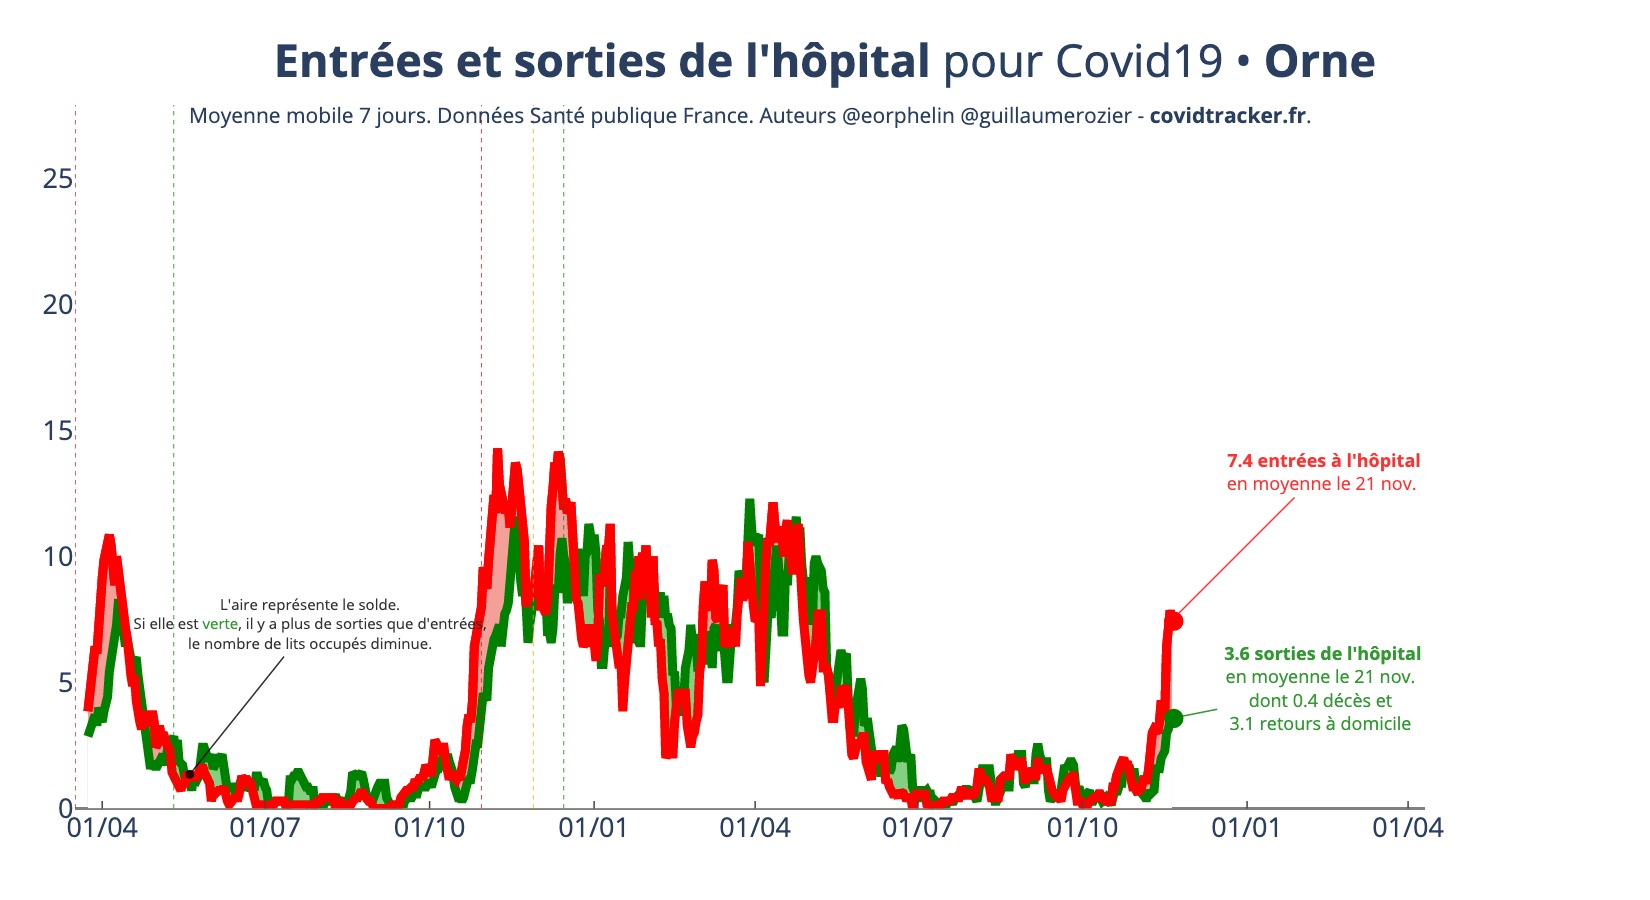 Entrées et sorties de l'hôpital pour Covid19 • Orne
Moyenne mobile 7 jours. Données Santé publique France. Auteurs @eorphelin @guillaumerozier - covidtracker.fr.
25
20
15
10
5
0
7.4 entrées à l'hôpital
en moyenne le 21 nov.
L'aire représente le solde.
Si elle est verte, il y a plus de sorties que d'entrées,
le nombre de lits occupés diminue.
3.6 sorties de l'hôpital
en moyenne le 21 nov.
dont 0.4 décès et
3.1 retours à domicile
01/04 01/07 01/10 01/01 01/04 01/07 01/10 01/01 01/04